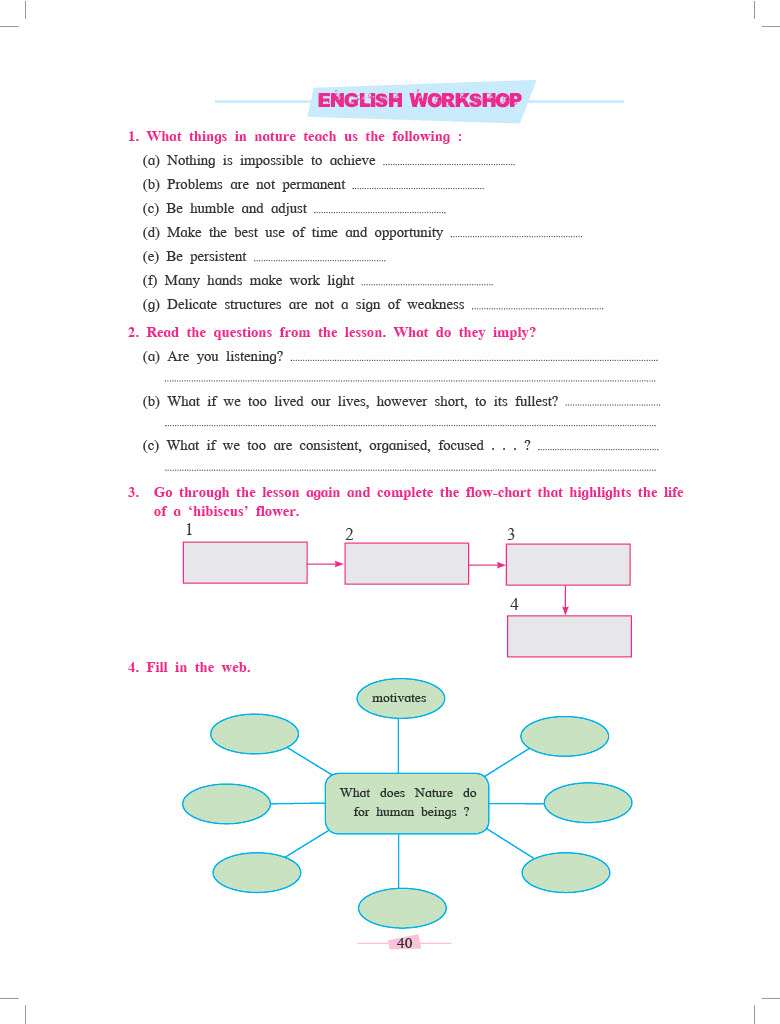 ENGLISH WORKSHOP
1. What things in nature teach us the following :
(a) Nothing is impossible to achieve ......................................................
(b) Problems are not permanent ......................................................
(c) Be humble and adjust ......................................................
(d) Make the best use of time and opportunity ......................................................
(e) Be persistent ......................................................
(f) Many hands make work light ......................................................
(g) Delicate structures are not a sign of weakness ......................................................
2. Read the questions from the lesson. What do they imply?
(a) Are you listening? ......................................................
......................................................
(b) What if we too lived our lives, however short, to its fullest? ........................................
......................................................
(c) What if we too are consistent, organised, focused . . . ? ..................................................
......................................................
3. Go through the lesson again and complete the flow-chart that highlights the life
of a ‘hibiscus’ flower.
1
2
3
4
4. Fill in the web.
motivates
What does Nature do
for human beings ?
40